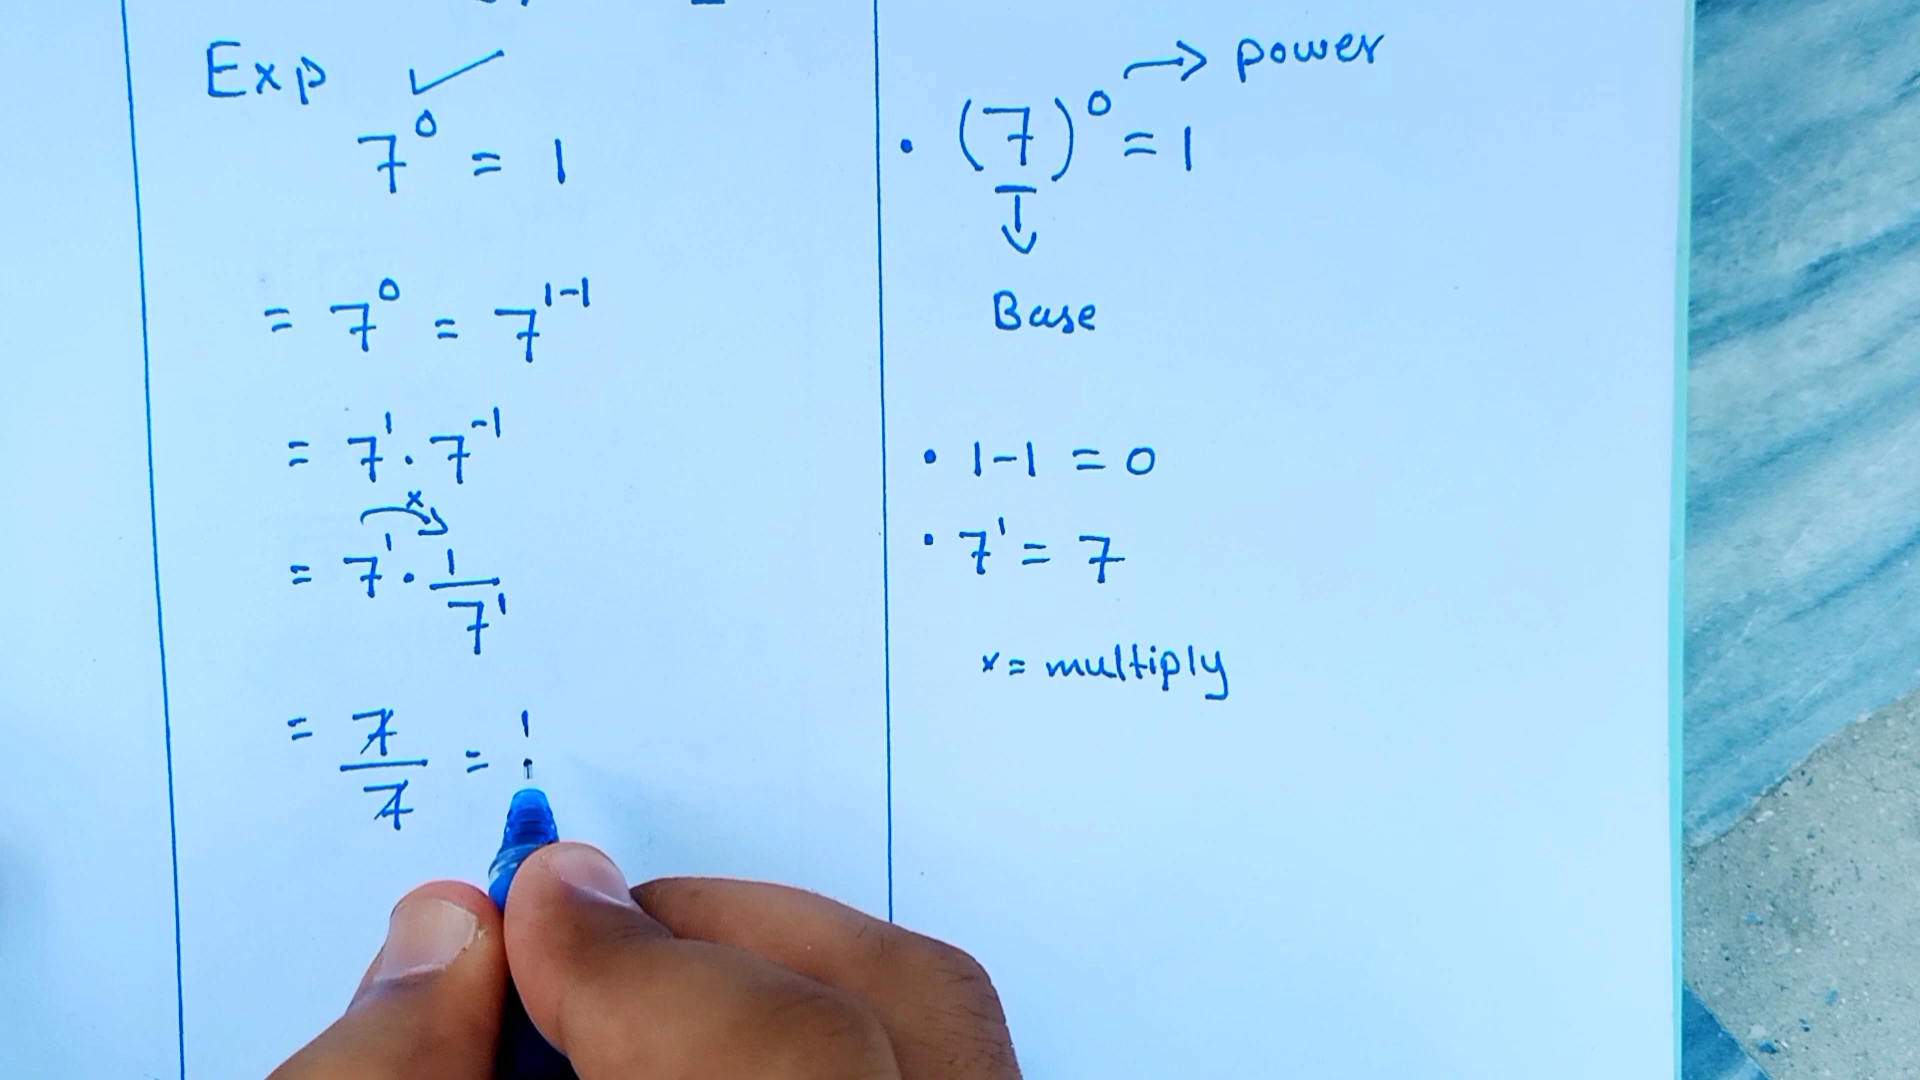 Exp ✓
7⁰ = 1
= 7⁰ = 7¹⁻¹
= 7¹ · 7⁻¹
x
= 7¹ · 1/7¹
= 7/7 = 1
→ power
• (7)⁰ = 1
↓
Base
• 1-1 = 0
• 7¹ = 7
x = multiply